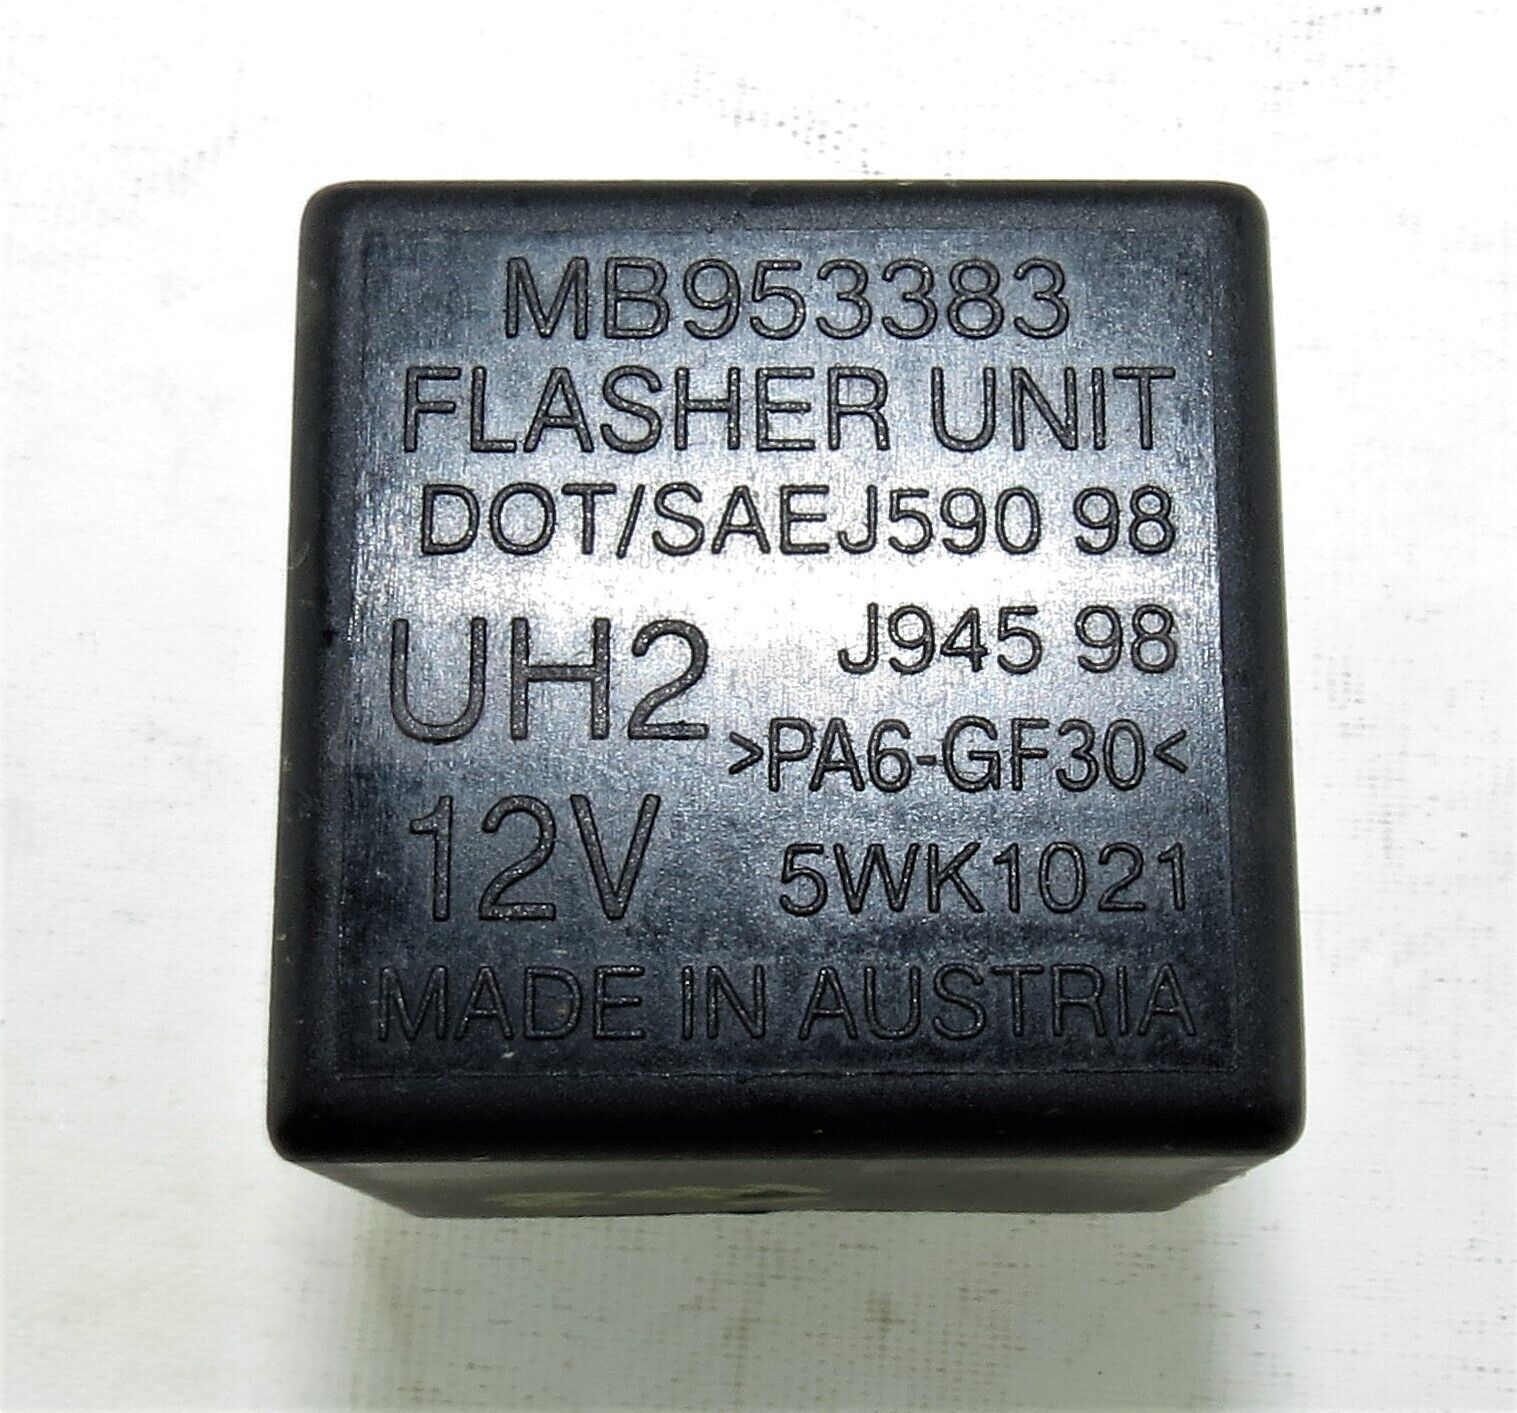 MB953383
FLASHER UNIT
DOT/SAEJ590 98
J945 98
UH2
>PA6-GF30<
12V
5WK1021
MADE IN AUSTRIA